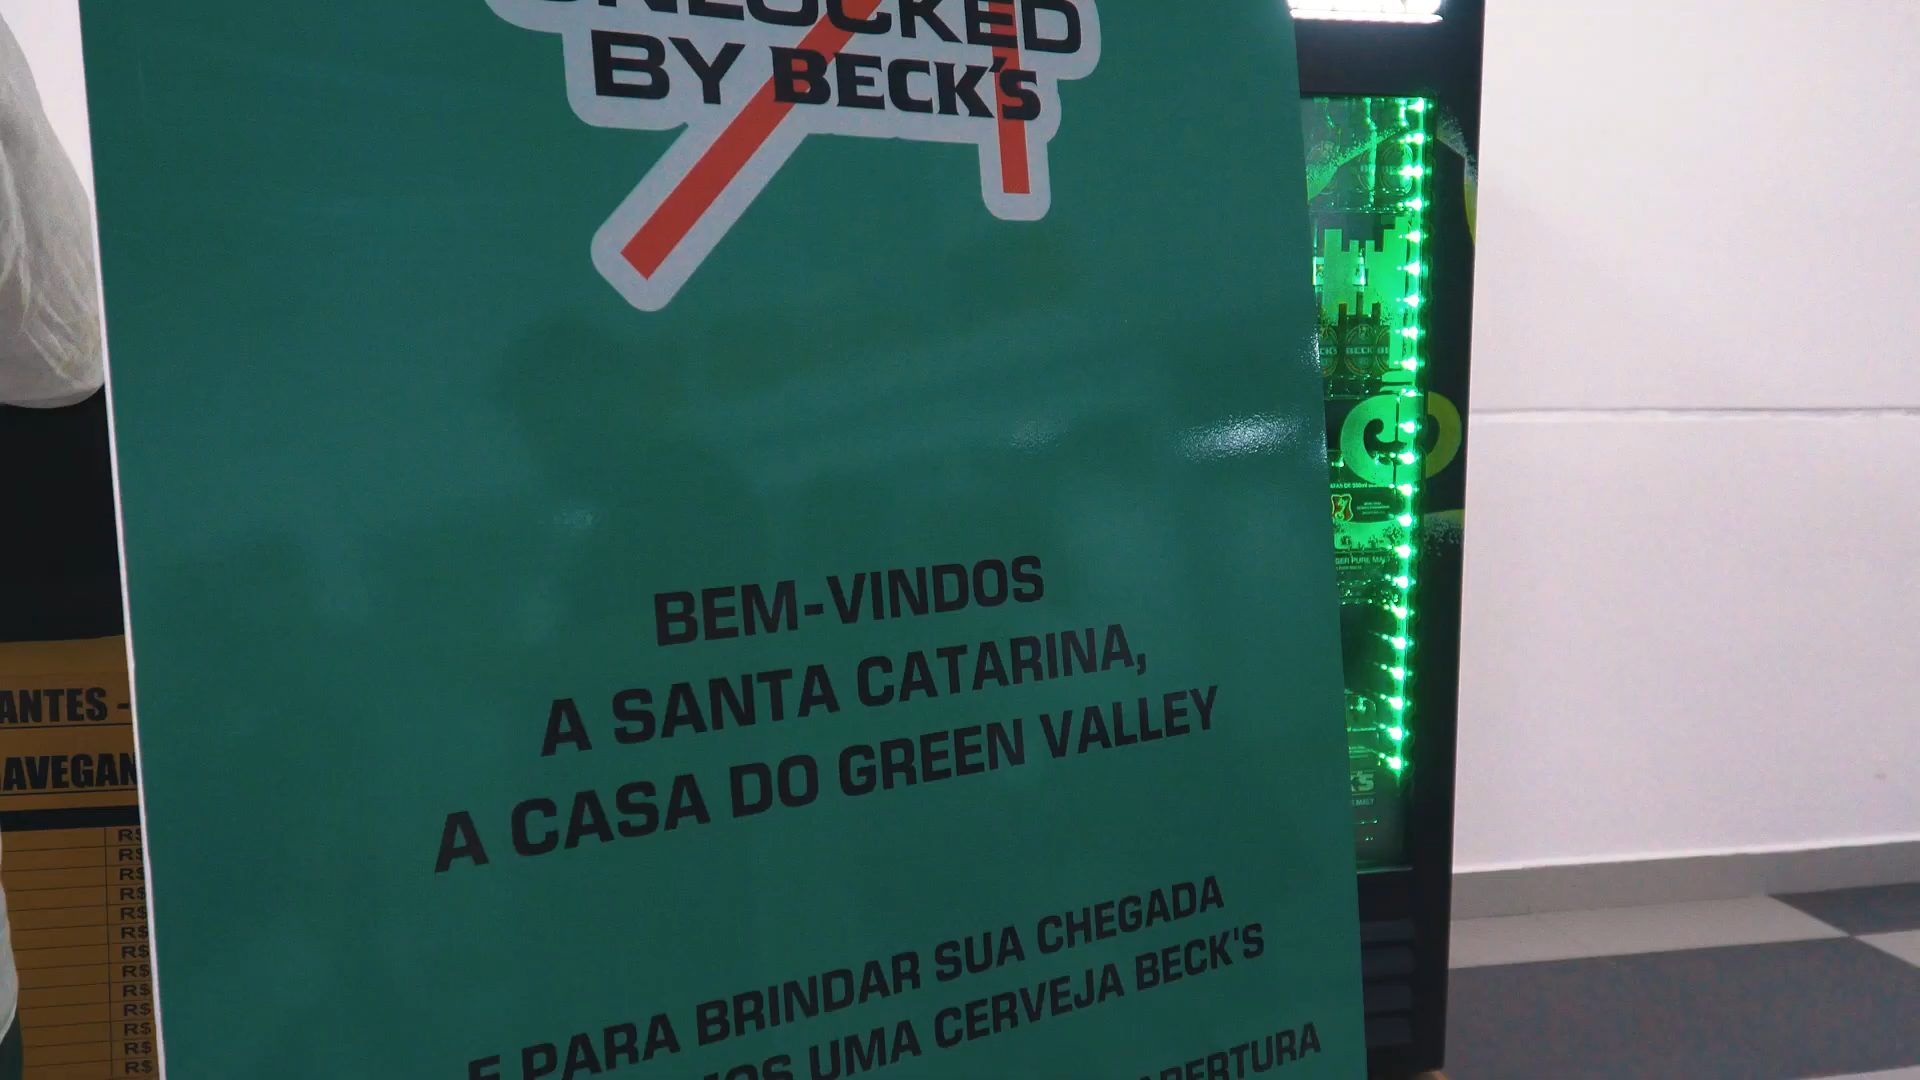 UNLOCKED
BY BECK's
BEM-VINDOS
A SANTA CATARINA,
A CASA DO GREEN VALLEY
E PARA BRINDAR SUA CHEGADA
UMA CERVEJA BECK'S
ANTES -
R$
R$
R$
R$
R$
R$
R$
R$
R$
R$
R$
R$
R$
BECK